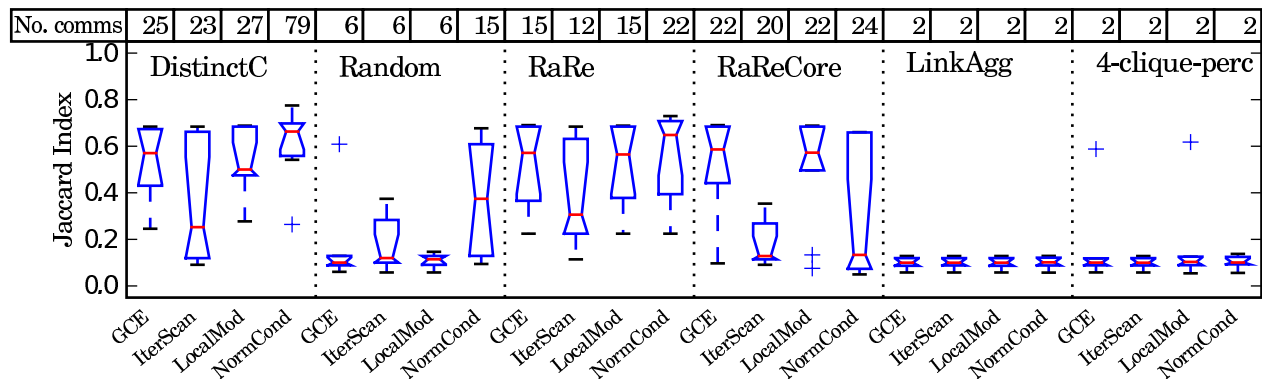 No. comms 25 23 27 79 6 6 6 15 15 12 15 22 22 20 22 24 2 2 2 2 2 2 2 2
DistinctC Random RaRe RaReCore LinkAgg 4-clique-perc
Jaccard Index
1.0
0.8
0.6
0.4
0.2
0.0
GCE IterScan LocalMod NormCond GCE IterScan LocalMod NormCond GCE IterScan LocalMod NormCond GCE IterScan LocalMod NormCond GCE IterScan LocalMod NormCond GCE IterScan LocalMod NormCond